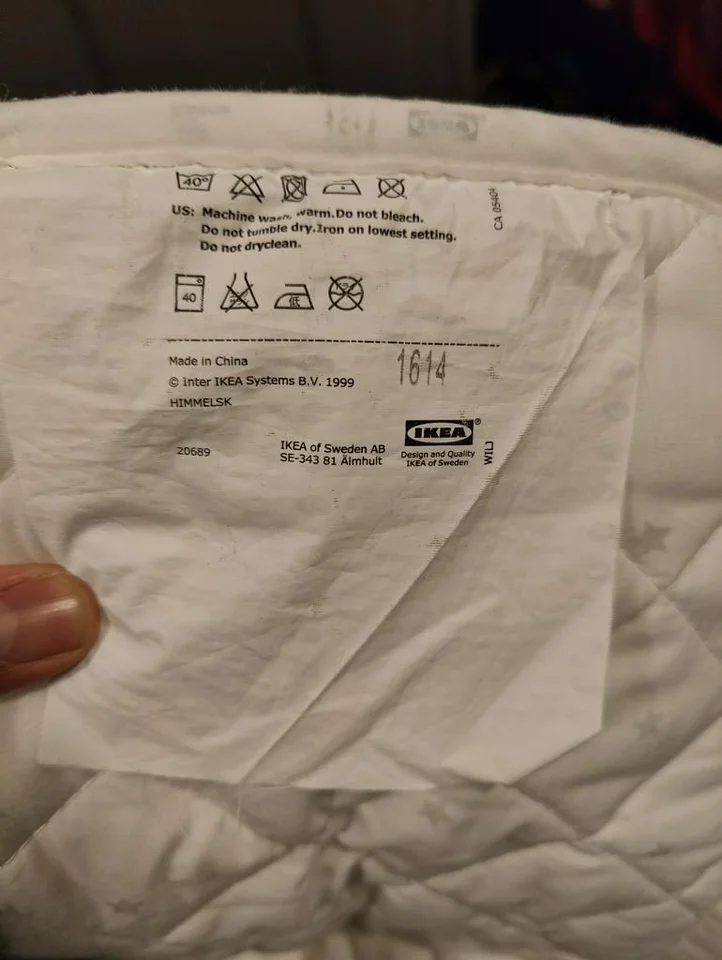 40°
US: Machine wash, warm.Do not bleach.
Do not tumble dry.Iron on lowest setting.
Do not dryclean.
CA 05404
40
低
Made in China
© Inter IKEA Systems B.V. 1999
HIMMELSK
1614
20689
IKEA of Sweden AB
SE-343 81 Älmhult
IKEA®
Design and Quality
IKEA of Sweden
WILJ